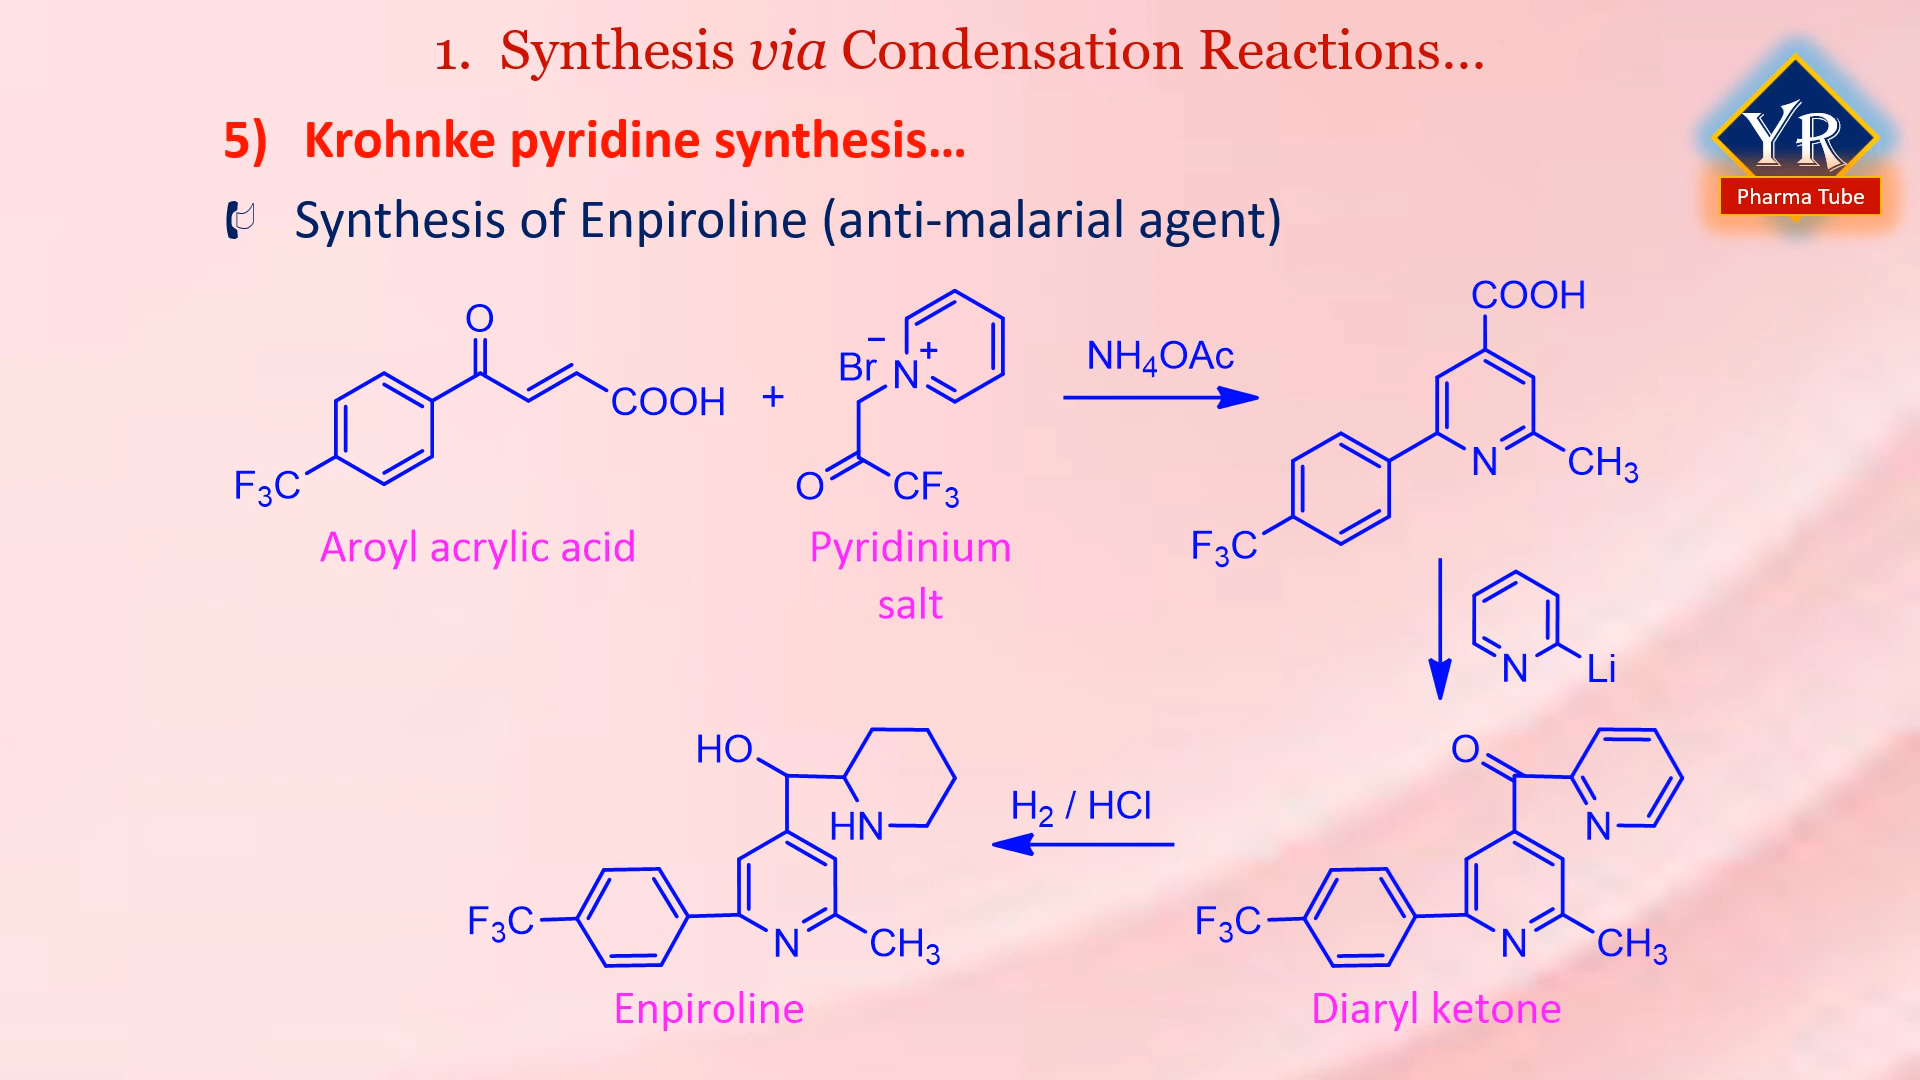 1. Synthesis via Condensation Reactions...
YR
Pharma Tube
5) Krohnke pyridine synthesis...
Synthesis of Enpiroline (anti-malarial agent)
O
COOH
F₃C
Aroyl acrylic acid
+
Br⁻
N⁺
O
CF₃
Pyridinium
salt
NH₄OAc
COOH
N
CH₃
F₃C
N
Li
O
N
F₃C
N
CH₃
Diaryl ketone
H₂ / HCl
HO
HN
F₃C
N
CH₃
Enpiroline